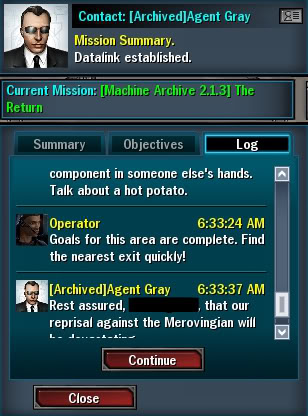 Contact: [Archived]Agent Gray
Mission Summary.
Datalink established.
Current Mission: [Machine Archive 2.1.3] The
Return
Summary
Objectives
Log
component in someone else's hands.
Talk about a hot potato.
Operator 6:33:24 AM
Goals for this area are complete. Find
the nearest exit quickly!
[Archived]Agent Gray 6:33:37 AM
Rest assured, , that our
reprisal against the Merovingian will
be devastating
Continue
Close